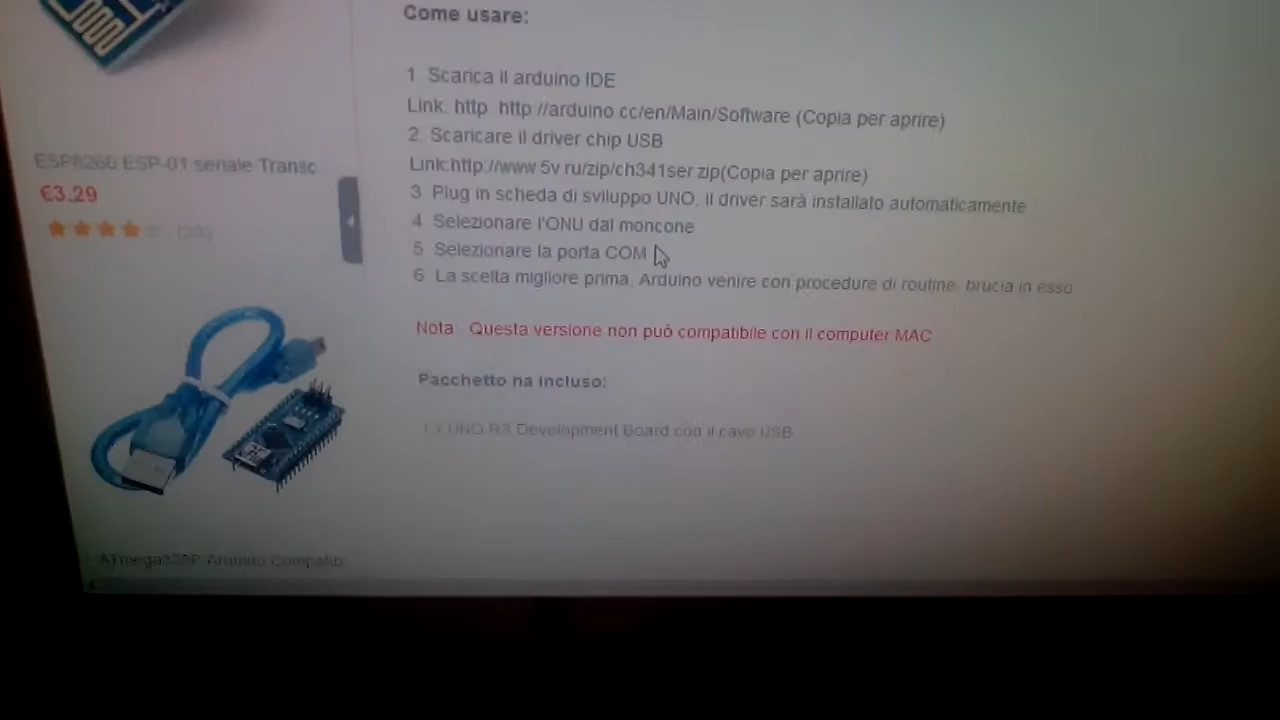 Come usare:
1 Scarica il arduino IDE
Link: http http //arduino cc/en/Main/Software (Copia per aprire)
2 Scaricare il driver chip USB
Link:http://www 5v ru/zip/ch341ser zip(Copia per aprire)
3 Plug in scheda di sviluppo UNO, il driver sarà installato automaticamente
4 Selezionare l'ONU dal moncone
5 Selezionare la porta COM
6 La scelta migliore prima, Arduino venire con procedure di routine, brucia in esso
Nota: Questa versione non può compatibile con il computer MAC
Pacchetto ha incluso:
1 x UNO R3 Development Board con il cavo USB
ESP8266 ESP-01 seriale Transc
€3.29
ATmega328P Arduino Compatib